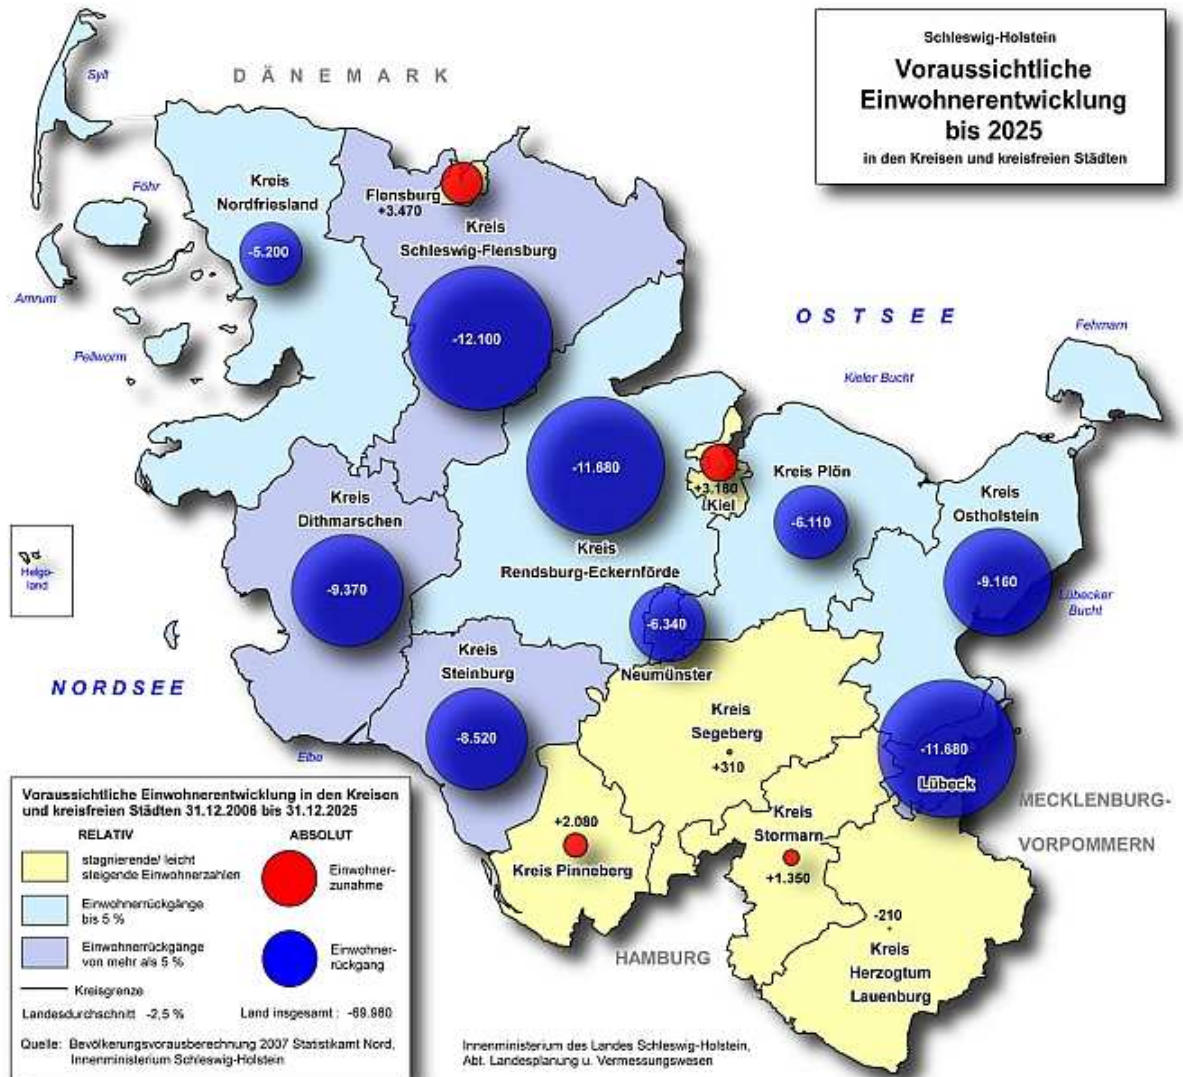 Schleswig-Holstein
Voraussichtliche
Einwohnerentwicklung
bis 2025
in den Kreisen und kreisfreien Städten
DÄNEMARK
Sylt
Föhr
Amrum
Pellworm
Kreis
Nordfriesland
-5.200
Flensburg
+3.470
Kreis
Schleswig-Flensburg
-12.100
OSTSEE
Fehmarn
Kieler Bucht
-11.680
Kreis
Rendsburg-Eckernförde
+3.180
Kiel
Kreis Plön
-6.110
Kreis
Ostholstein
-9.160
Lübecker
Bucht
Kreis
Dithmarschen
-9.370
Helgo-
land
NORDSEE
-6.340
Neumünster
Kreis
Steinburg
-8.520
Elbe
Kreis
Segeberg
+310
-11.680
Lübeck
MECKLENBURG-
VORPOMMERN
+2.080
Kreis Pinneberg
Kreis
Stormarn
+1.350
-210
Kreis
Herzogtum
Lauenburg
HAMBURG
Voraussichtliche Einwohnerentwicklung in den Kreisen
und kreisfreien Städten 31.12.2006 bis 31.12.2025
RELATIV
ABSOLUT
stagnierende/ leicht
steigende Einwohnerzahlen
Einwohner-
zunahme
Einwohnerrückgänge
bis 5 %
Einwohnerrückgänge
von mehr als 5 %
Einwohner-
rückgang
Kreisgrenze
Landesdurchschnitt -2,5 %
Land insgesamt : -69.980
Quelle: Bevölkerungsvorausberechnung 2007 Statistikamt Nord,
Innenministerium Schleswig-Holstein
Innenministerium des Landes Schleswig-Holstein,
Abt. Landesplanung u. Vermessungswesen